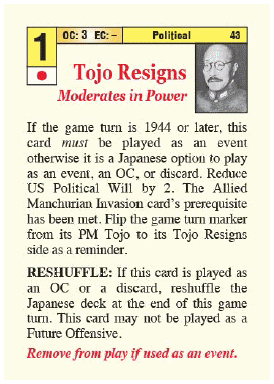 1
OC: 3 EC: – Political 43
Tojo Resigns
Moderates in Power
If the game turn is 1944 or later, this
card must be played as an event
otherwise it is a Japanese option to play
as an event, an OC, or discard. Reduce
US Political Will by 2. The Allied
Manchurian Invasion card's prerequisite
has been met. Flip the game turn marker
from its PM Tojo to its Tojo Resigns
side as a reminder.
RESHUFFLE: If this card is played as
an OC or a discard, reshuffle the
Japanese deck at the end of this game
turn. This card may not be played as a
Future Offensive.
Remove from play if used as an event.